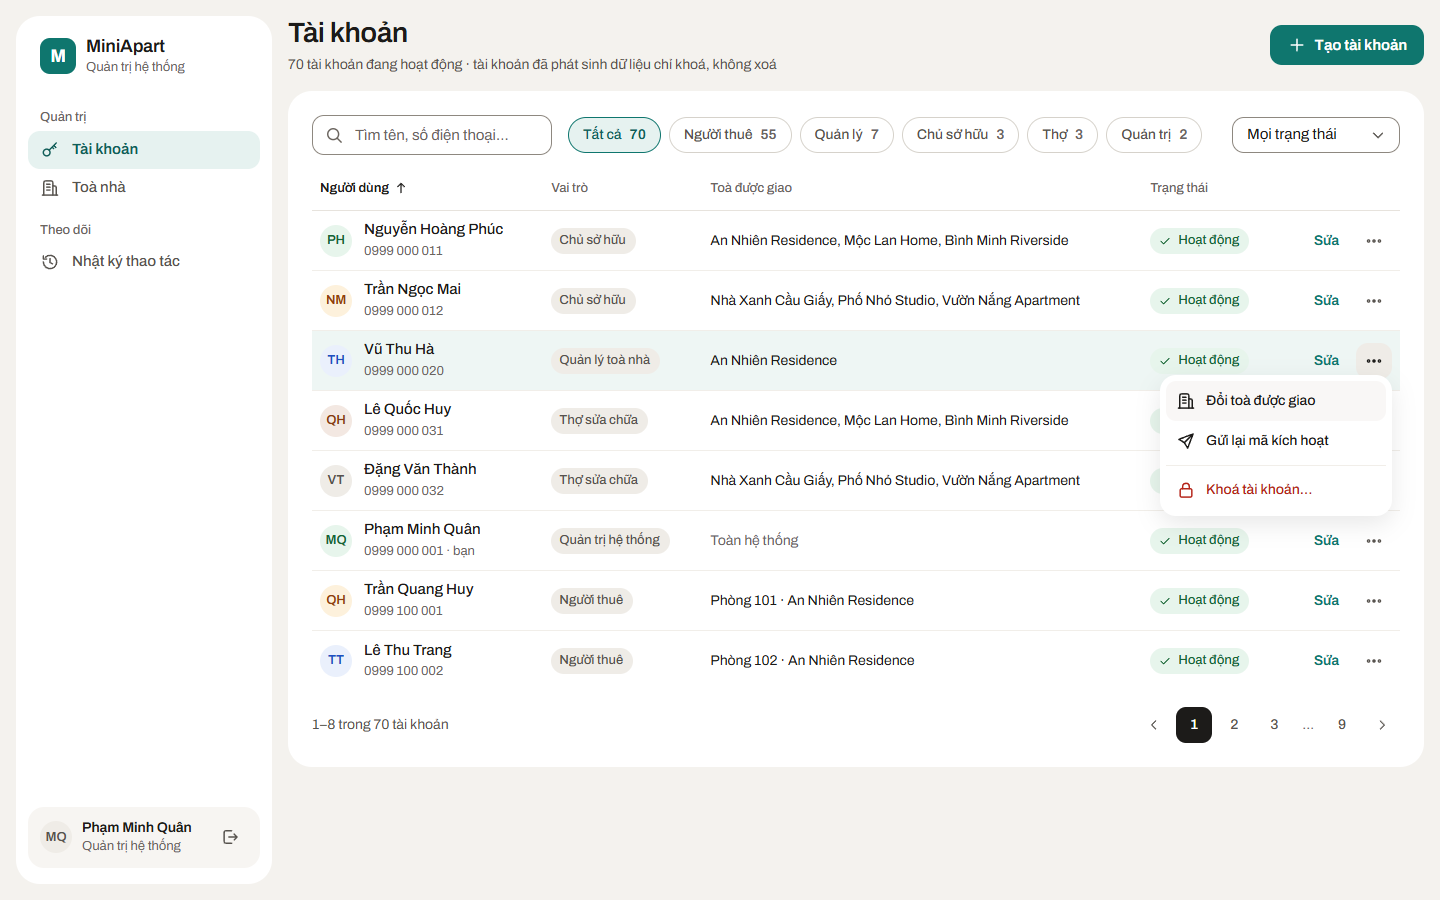 M
MiniApart
Quản trị hệ thống
Quản trị
Tài khoản
Toà nhà
Theo dõi
Nhật ký thao tác
MQ
Phạm Minh Quân
Quản trị hệ thống
Tài khoản
70 tài khoản đang hoạt động · tài khoản đã phát sinh dữ liệu chỉ khoá, không xoá
Tạo tài khoản
Tìm tên, số điện thoại…
Tất cả 70
Người thuê 55
Quản lý 7
Chủ sở hữu 3
Thợ 3
Quản trị 2
Mọi trạng thái
Người dùng Vai trò Toà được giao Trạng thái
PH Nguyễn Hoàng Phúc Chủ sở hữu An Nhiên Residence, Mộc Lan Home, Bình Minh Riverside Hoạt động Sửa
0999 000 011
NM Trần Ngọc Mai Chủ sở hữu Nhà Xanh Cầu Giấy, Phố Nhỏ Studio, Vườn Nắng Apartment Hoạt động Sửa
0999 000 012
TH Vũ Thu Hà Quản lý toà nhà An Nhiên Residence Hoạt động Sửa
0999 000 020
Đổi toà được giao
Gửi lại mã kích hoạt
Khoá tài khoản…
QH Lê Quốc Huy Thợ sửa chữa An Nhiên Residence, Mộc Lan Home, Bình Minh Riverside
0999 000 031
VT Đặng Văn Thành Thợ sửa chữa Nhà Xanh Cầu Giấy, Phố Nhỏ Studio, Vườn Nắng Apartment
0999 000 032
MQ Phạm Minh Quân Quản trị hệ thống Toàn hệ thống Hoạt động Sửa
0999 000 001 · bạn
QH Trần Quang Huy Người thuê Phòng 101 · An Nhiên Residence Hoạt động Sửa
0999 100 001
TT Lê Thu Trang Người thuê Phòng 102 · An Nhiên Residence Hoạt động Sửa
0999 100 002
1–8 trong 70 tài khoản
1 2 3 … 9